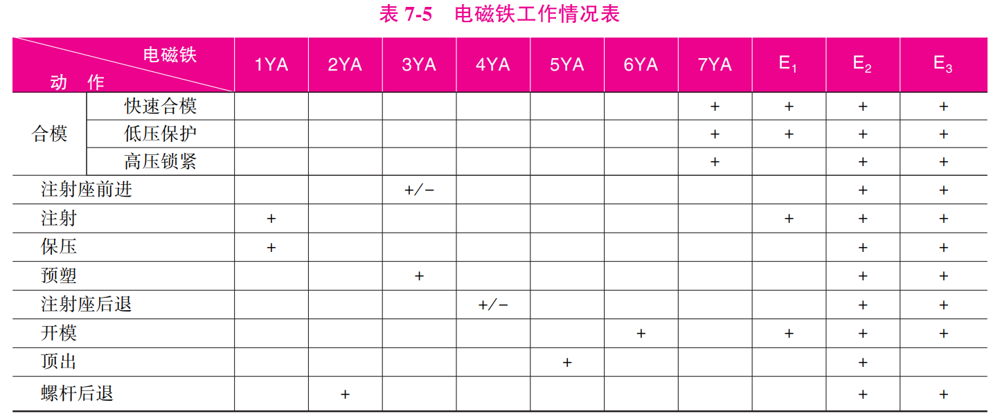 表 7-5 电磁铁工作情况表
电磁铁 1YA 2YA 3YA 4YA 5YA 6YA 7YA E₁ E₂ E₃
动 作
快速合模 + + + +
合模 低压保护 + + + +
高压锁紧 + + +
注射座前进 +/- + +
注射 + + + +
保压 + + +
预塑 + + +
注射座后退 +/- + +
开模 + + + +
顶出 + +
螺杆后退 + + +